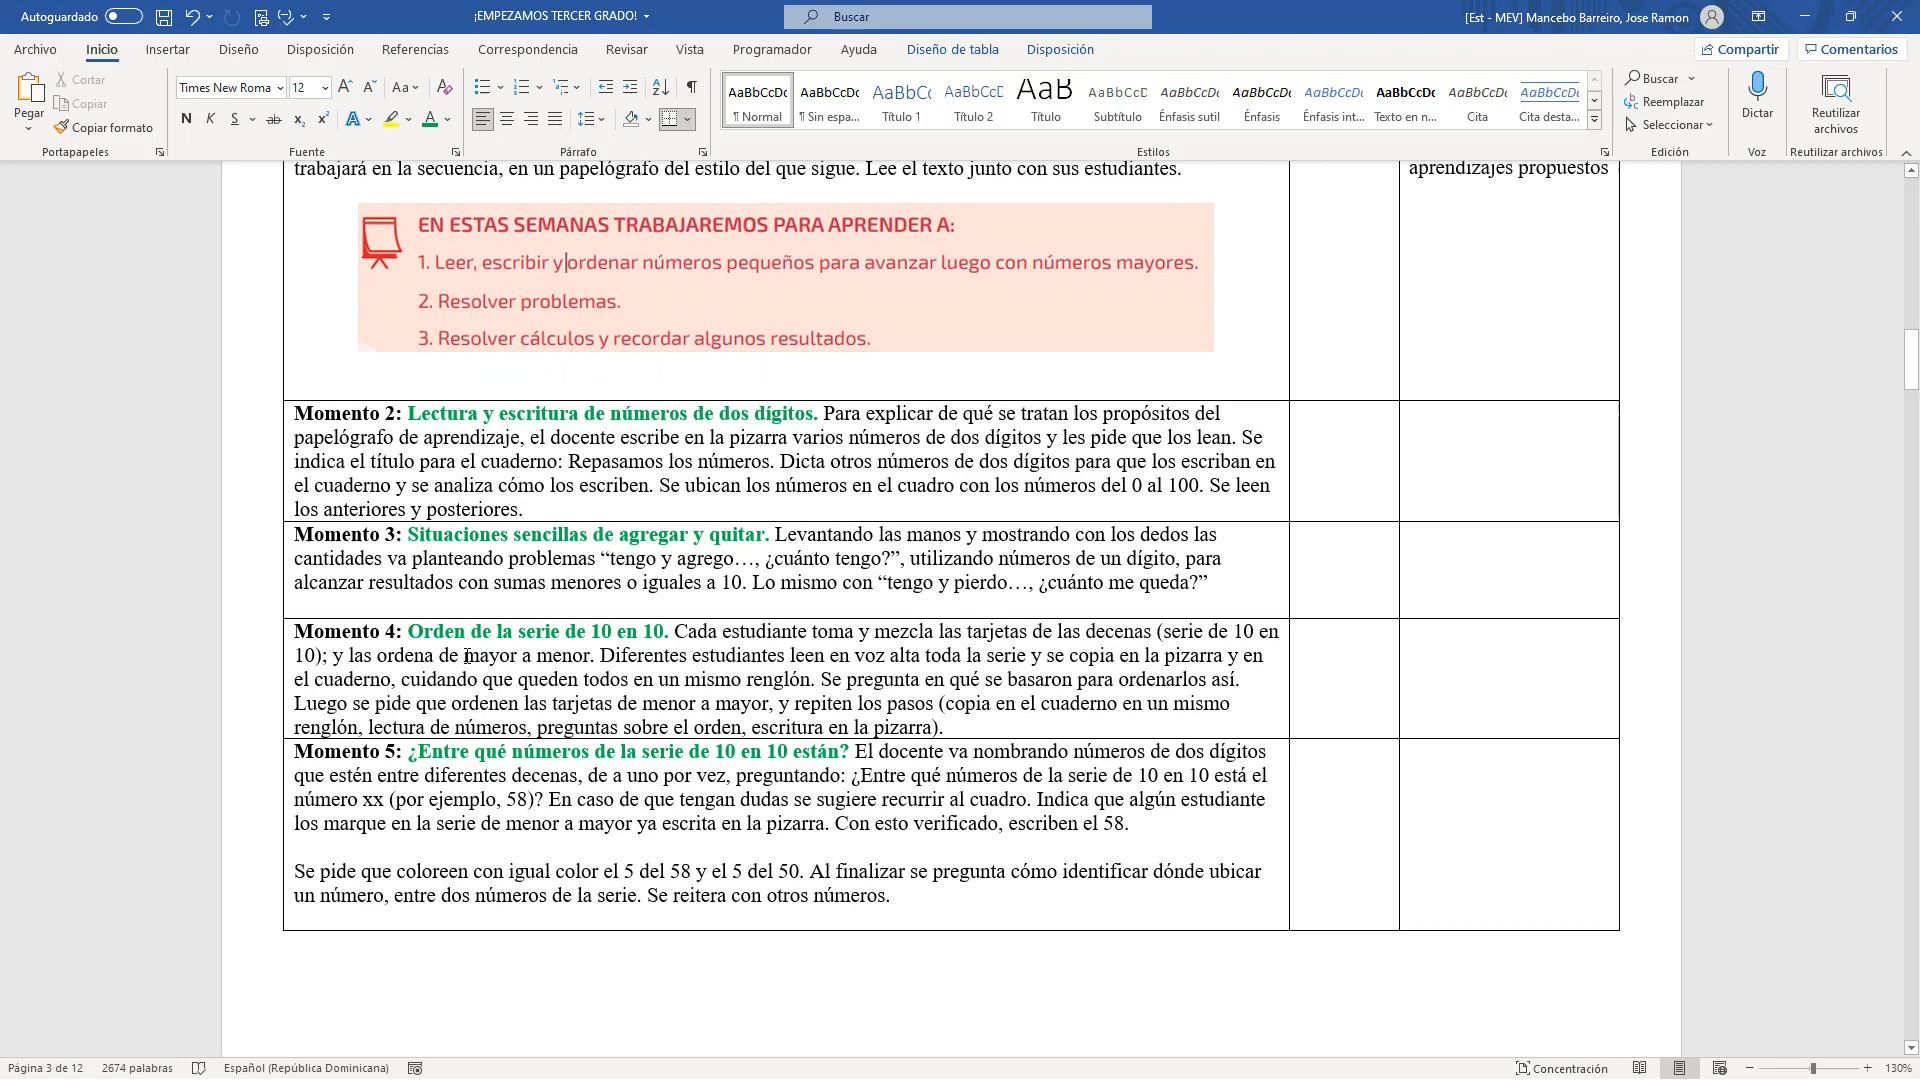 Autoguardado
¡EMPEZAMOS TERCER GRADO!
Buscar
[Est - MEV] Mancebo Barreiro, Jose Ramon
Archivo Inicio Insertar Diseño Disposición Referencias Correspondencia Revisar Vista Programador Ayuda Diseño de tabla Disposición
Compartir
Comentarios
Pegar
Cortar
Copiar
Copiar formato
Portapapeles
Times New Roma
12
Aa
N K S ab x₂ x²
Fuente
Párrafo
AaBbCcDc
¶ Normal
AaBbCcDc
¶ Sin espa...
AaBbCc
Título 1
AaBbCcE
Título 2
AaB
Título
AaBbCcD
Subtítulo
AaBbCcDc
Énfasis sutil
AaBbCcDc
Énfasis
AaBbCcDc
Énfasis int...
AaBbCcDc
Texto en n...
AaBbCcDc
Cita
AaBbCcDc
Cita desta...
Estilos
Buscar
Reemplazar
Seleccionar
Edición
Dictar
Voz
Reutilizar
archivos
Reutilizar archivos
trabajará en la secuencia, en un papelógrafo del estilo del que sigue. Lee el texto junto con sus estudiantes.
aprendizajes propuestos
EN ESTAS SEMANAS TRABAJAREMOS PARA APRENDER A:
1. Leer, escribir y ordenar números pequeños para avanzar luego con números mayores.
2. Resolver problemas.
3. Resolver cálculos y recordar algunos resultados.
Momento 2: Lectura y escritura de números de dos dígitos. Para explicar de qué se tratan los propósitos del
papelógrafo de aprendizaje, el docente escribe en la pizarra varios números de dos dígitos y les pide que los lean. Se
indica el título para el cuaderno: Repasamos los números. Dicta otros números de dos dígitos para que los escriban en
el cuaderno y se analiza cómo los escriben. Se ubican los números en el cuadro con los números del 0 al 100. Se leen
los anteriores y posteriores.
Momento 3: Situaciones sencillas de agregar y quitar. Levantando las manos y mostrando con los dedos las
cantidades va planteando problemas “tengo y agrego…, ¿cuánto tengo?”, utilizando números de un dígito, para
alcanzar resultados con sumas menores o iguales a 10. Lo mismo con “tengo y pierdo…, ¿cuánto me queda?”
Momento 4: Orden de la serie de 10 en 10. Cada estudiante toma y mezcla las tarjetas de las decenas (serie de 10 en
10); y las ordena de mayor a menor. Diferentes estudiantes leen en voz alta toda la serie y se copia en la pizarra y en
el cuaderno, cuidando que queden todos en un mismo renglón. Se pregunta en qué se basaron para ordenarlos así.
Luego se pide que ordenen las tarjetas de menor a mayor, y repiten los pasos (copia en el cuaderno en un mismo
renglón, lectura de números, preguntas sobre el orden, escritura en la pizarra).
Momento 5: ¿Entre qué números de la serie de 10 en 10 están? El docente va nombrando números de dos dígitos
que estén entre diferentes decenas, de a uno por vez, preguntando: ¿Entre qué números de la serie de 10 en 10 está el
número xx (por ejemplo, 58)? En caso de que tengan dudas se sugiere recurrir al cuadro. Indica que algún estudiante
los marque en la serie de menor a mayor ya escrita en la pizarra. Con esto verificado, escriben el 58.
Se pide que coloreen con igual color el 5 del 58 y el 5 del 50. Al finalizar se pregunta cómo identificar dónde ubicar
un número, entre dos números de la serie. Se reitera con otros números.
Página 3 de 12
2674 palabras
Español (República Dominicana)
Concentración
130%